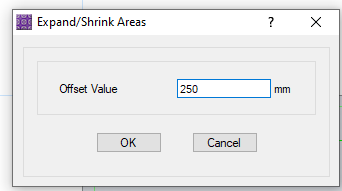 Expand/Shrink Areas ?
Offset Value 250 mm
OK Cancel